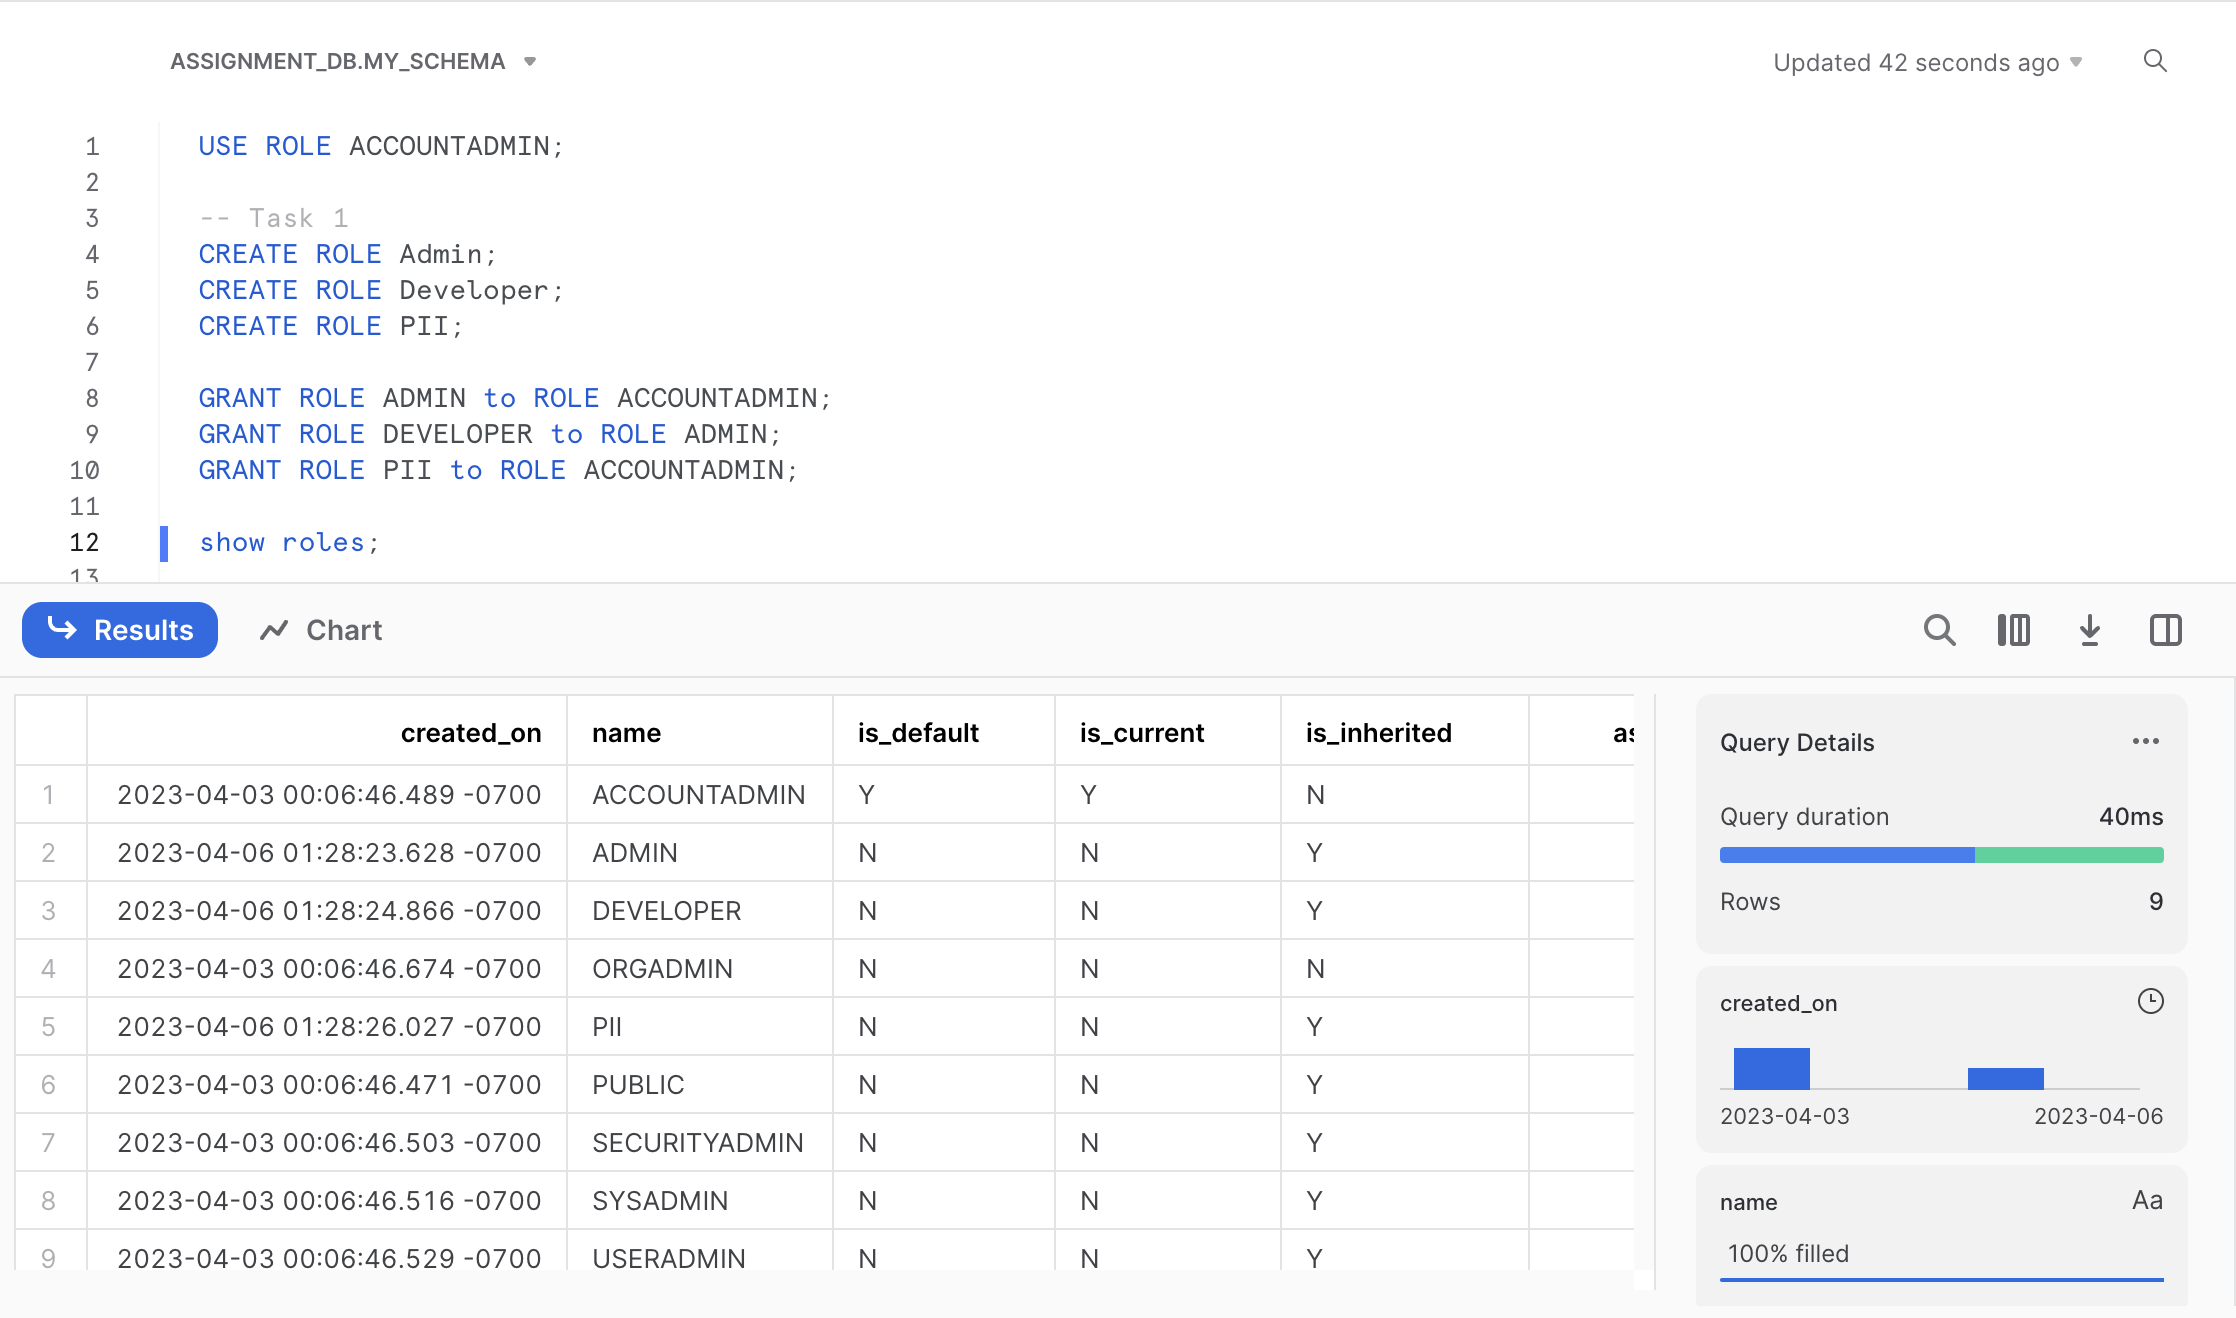 ASSIGNMENT_DB.MY_SCHEMA
Updated 42 seconds ago
1 USE ROLE ACCOUNTADMIN;
2
3 -- Task 1
4 CREATE ROLE Admin;
5 CREATE ROLE Developer;
6 CREATE ROLE PII;
7
8 GRANT ROLE ADMIN to ROLE ACCOUNTADMIN;
9 GRANT ROLE DEVELOPER to ROLE ADMIN;
10 GRANT ROLE PII to ROLE ACCOUNTADMIN;
11
12 show roles;
13
Results Chart
created_on name is_default is_current is_inherited as
1 2023-04-03 00:06:46.489 -0700 ACCOUNTADMIN Y Y N
2 2023-04-06 01:28:23.628 -0700 ADMIN N N Y
3 2023-04-06 01:28:24.866 -0700 DEVELOPER N N Y
4 2023-04-03 00:06:46.674 -0700 ORGADMIN N N N
5 2023-04-06 01:28:26.027 -0700 PII N N Y
6 2023-04-03 00:06:46.471 -0700 PUBLIC N N Y
7 2023-04-03 00:06:46.503 -0700 SECURITYADMIN N N Y
8 2023-04-03 00:06:46.516 -0700 SYSADMIN N N Y
9 2023-04-03 00:06:46.529 -0700 USERADMIN N N Y
Query Details
Query duration 40ms
Rows 9
created_on
2023-04-03 2023-04-06
name Aa
100% filled